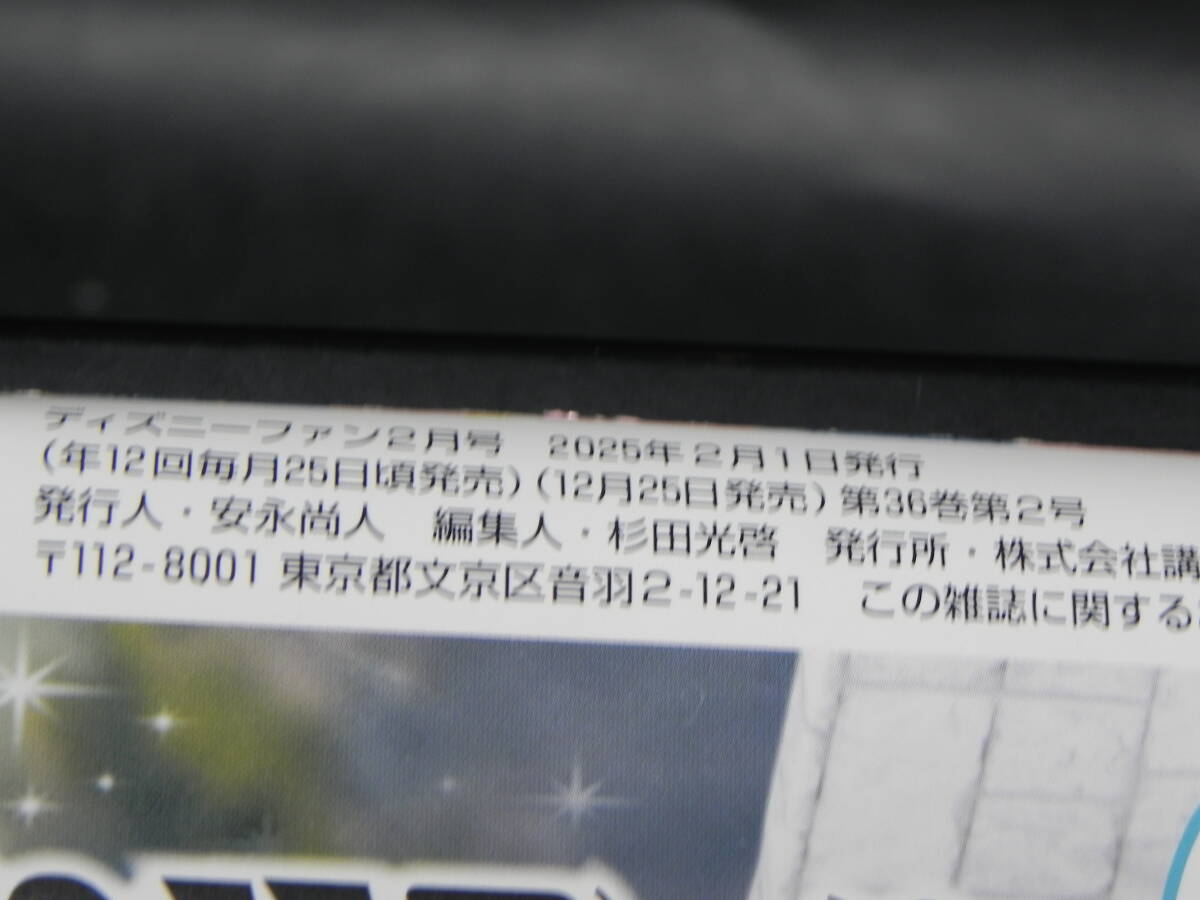 ディズニーファン2月号　2025年2月1日発行
(年12回毎月25日頃発売)(12月25日発売)第36巻第2号
発行人・安永尚人　編集人・杉田光啓　発行所・株式会社講
〒112-8001 東京都文京区音羽2-12-21　この雑誌に関する